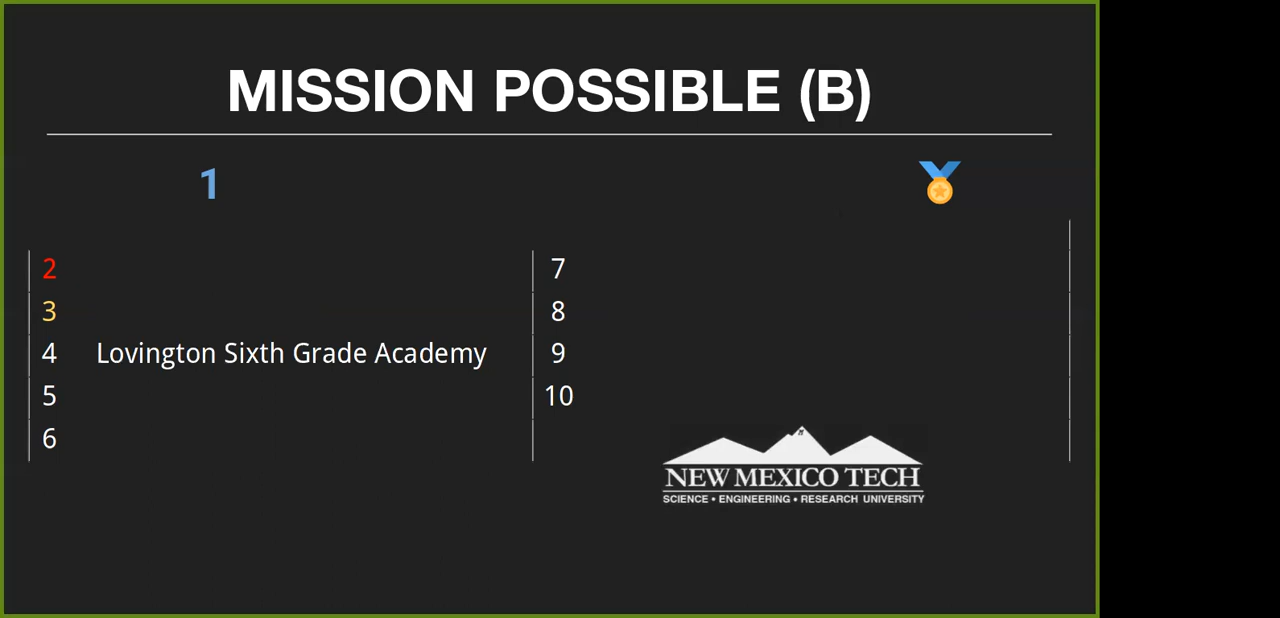 MISSION POSSIBLE (B)
1
2
3
4 Lovington Sixth Grade Academy
5
6
7
8
9
10
NEW MEXICO TECH
SCIENCE • ENGINEERING • RESEARCH UNIVERSITY